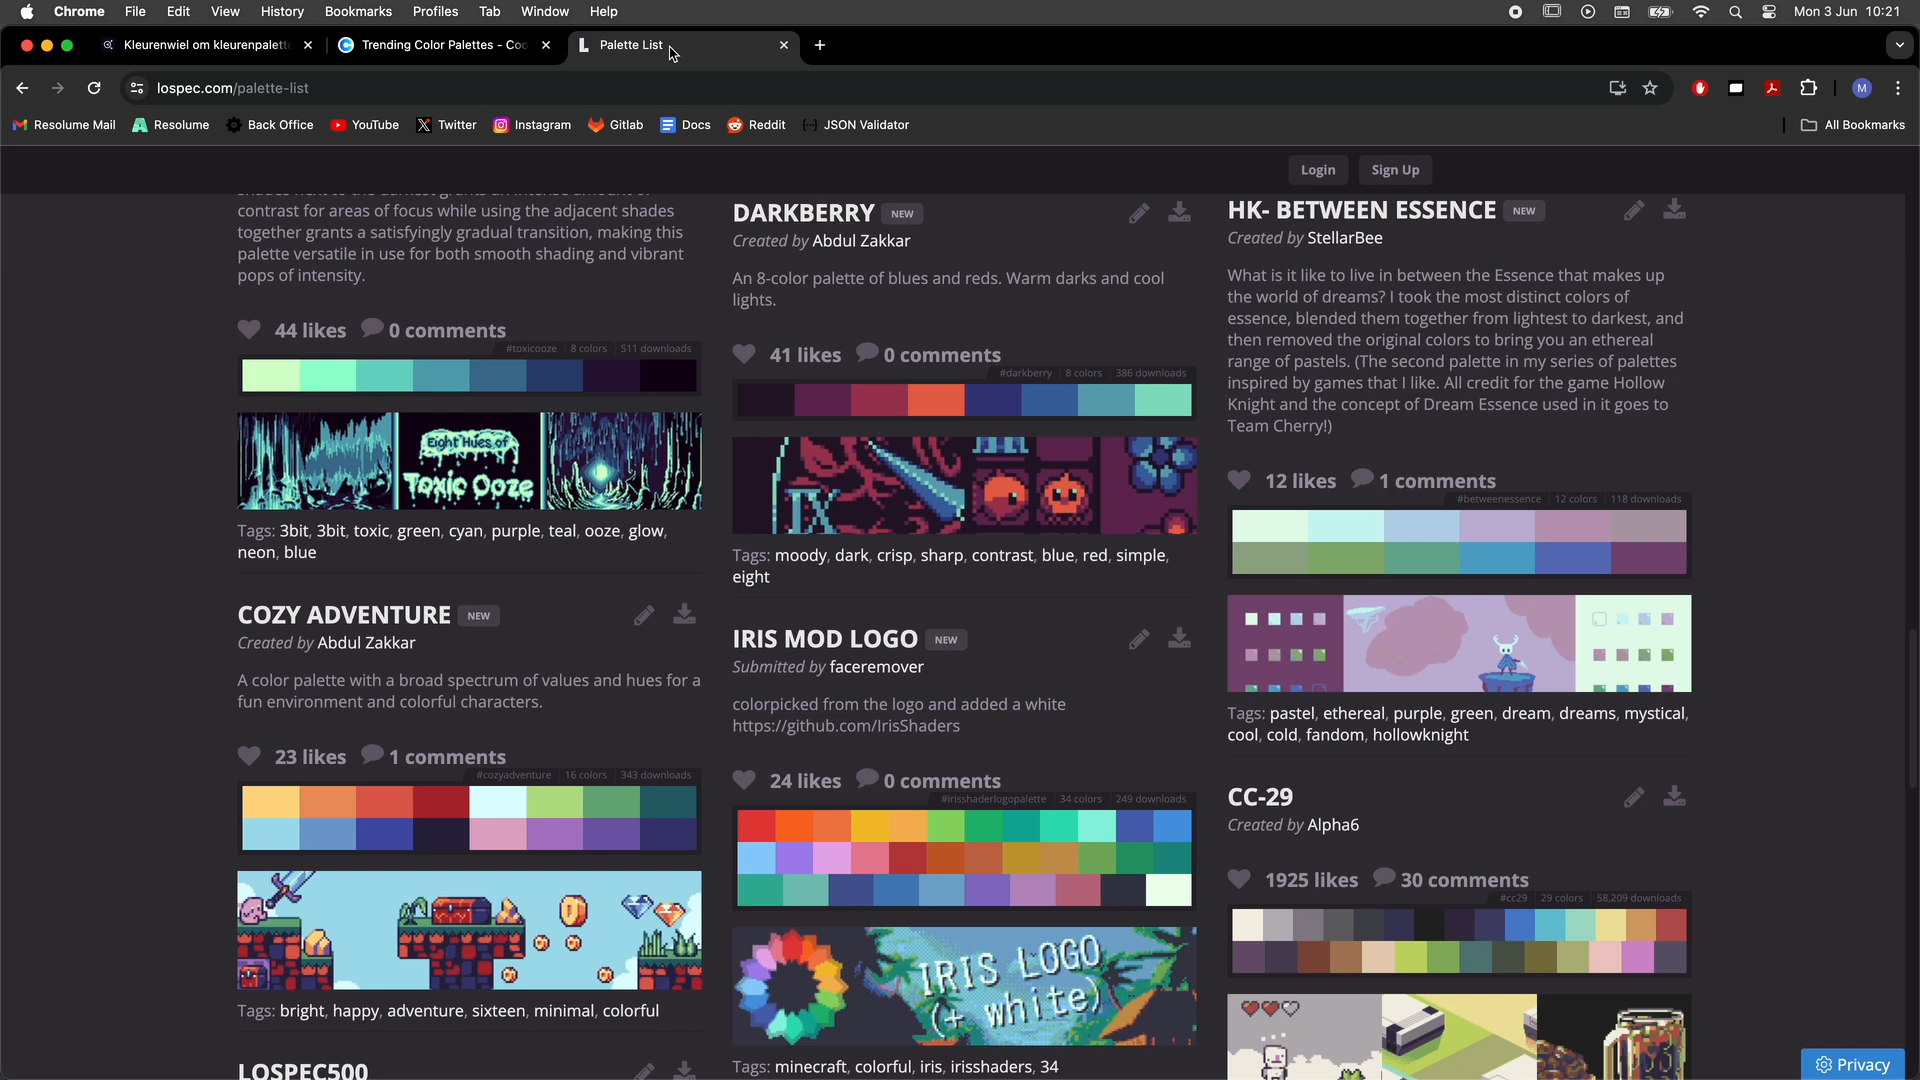 Chrome File Edit View History Bookmarks Profiles Tab Window Help Mon 3 Jun 10:21
Kleurenwiel om kleurenpalett Trending Color Palettes - Coo Palette List
lospec.com/palette-list M
Resolume Mail Resolume Back Office YouTube Twitter Instagram Gitlab Docs Reddit JSON Validator All Bookmarks
Login Sign Up
contrast for areas of focus while using the adjacent shades
together grants a satisfyingly gradual transition, making this
palette versatile in use for both smooth shading and vibrant
pops of intensity.
44 likes 0 comments
#toxicooze 8 colors 511 downloads
Eight Hues of
Toxic Ooze
Tags: 3bit, 3bit, toxic, green, cyan, purple, teal, ooze, glow,
neon, blue
COZY ADVENTURE NEW
Created by Abdul Zakkar
A color palette with a broad spectrum of values and hues for a
fun environment and colorful characters.
23 likes 1 comments
#cozyadventure 16 colors 343 downloads
Tags: bright, happy, adventure, sixteen, minimal, colorful
LOSPEC500
DARKBERRY NEW
Created by Abdul Zakkar
An 8-color palette of blues and reds. Warm darks and cool
lights.
41 likes 0 comments
#darkberry 8 colors 386 downloads
IX
III
Tags: moody, dark, crisp, sharp, contrast, blue, red, simple,
eight
IRIS MOD LOGO NEW
Submitted by faceremover
colorpicked from the logo and added a white
https://github.com/IrisShaders
24 likes 0 comments
#irisshaderlogopalette 34 colors 249 downloads
IRIS LOGO
(+ white)
Tags: minecraft, colorful, iris, irisshaders, 34
HK- BETWEEN ESSENCE NEW
Created by StellarBee
What is it like to live in between the Essence that makes up
the world of dreams? I took the most distinct colors of
essence, blended them together from lightest to darkest, and
then removed the original colors to bring you an ethereal
range of pastels. (The second palette in my series of palettes
inspired by games that I like. All credit for the game Hollow
Knight and the concept of Dream Essence used in it goes to
Team Cherry!)
12 likes 1 comments
#betweenessence 12 colors 118 downloads
Tags: pastel, ethereal, purple, green, dream, dreams, mystical,
cool, cold, fandom, hollowknight
CC-29
Created by Alpha6
1925 likes 30 comments
#cc29 29 colors 58,209 downloads
Privacy